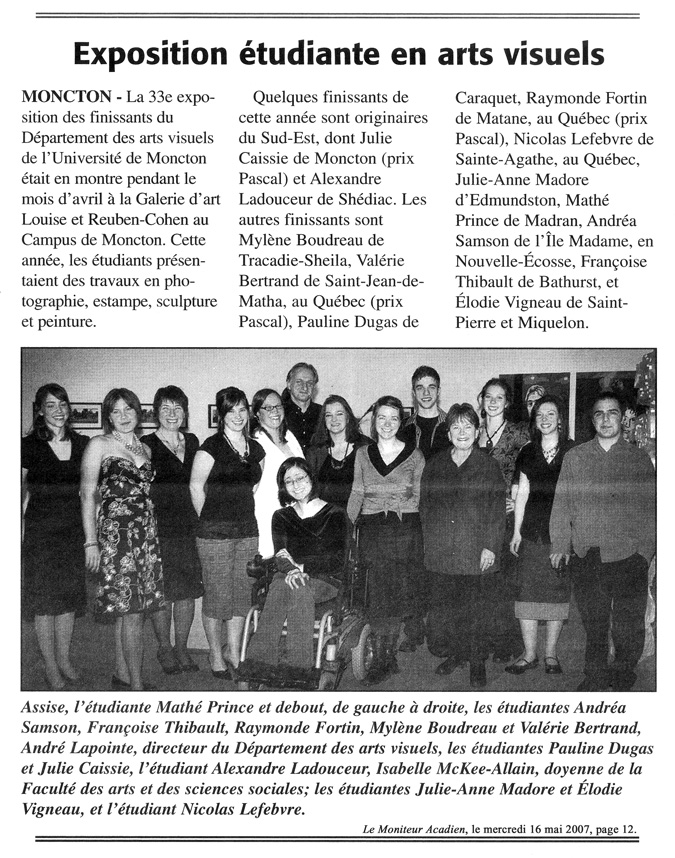 Exposition étudiante en arts visuels
MONCTON - La 33e expo-
sition des finissants du
Département des arts visuels
de l'Université de Moncton
était en montre pendant le
mois d'avril à la Galerie d'art
Louise et Reuben-Cohen au
Campus de Moncton. Cette
année, les étudiants présen-
taient des travaux en pho-
tographie, estampe, sculpture
et peinture.
Quelques finissants de
cette année sont originaires
du Sud-Est, dont Julie
Caissie de Moncton (prix
Pascal) et Alexandre
Ladouceur de Shédiac. Les
autres finissants sont
Mylène Boudreau de
Tracadie-Sheila, Valérie
Bertrand de Saint-Jean-de-
Matha, au Québec (prix
Pascal), Pauline Dugas de
Caraquet, Raymonde Fortin
de Matane, au Québec (prix
Pascal), Nicolas Lefebvre de
Sainte-Agathe, au Québec,
Julie-Anne Madore
d'Edmundston, Mathé
Prince de Madran, Andréa
Samson de l'Île Madame, en
Nouvelle-Écosse, Françoise
Thibault de Bathurst, et
Élodie Vigneau de Saint-
Pierre et Miquelon.
Assise, l'étudiante Mathé Prince et debout, de gauche à droite, les étudiantes Andréa
Samson, Françoise Thibault, Raymonde Fortin, Mylène Boudreau et Valérie Bertrand,
André Lapointe, directeur du Département des arts visuels, les étudiantes Pauline Dugas
et Julie Caissie, l'étudiant Alexandre Ladouceur, Isabelle McKee-Allain, doyenne de la
Faculté des arts et des sciences sociales; les étudiantes Julie-Anne Madore et Élodie
Vigneau, et l'étudiant Nicolas Lefebvre.
Le Moniteur Acadien, le mercredi 16 mai 2007, page 12.